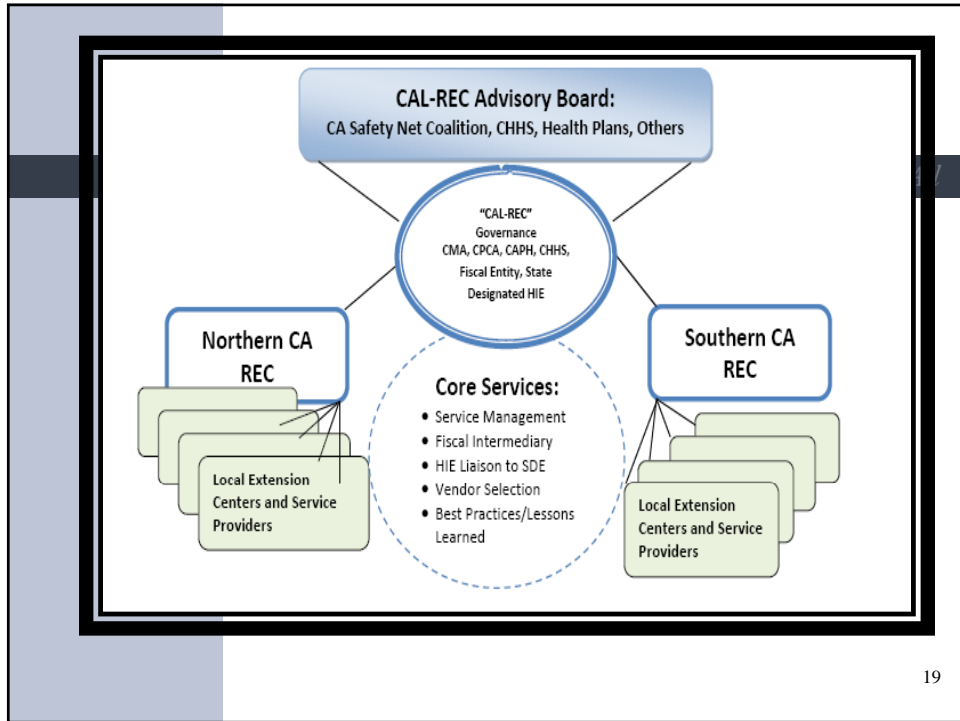 CAL-REC Advisory Board:
CA Safety Net Coalition, CHHS, Health Plans, Others
“CAL-REC”
Governance
CMA, CPCA, CAPH, CHHS,
Fiscal Entity, State
Designated HIE
Northern CA
REC
Southern CA
REC
Core Services:
• Service Management
• Fiscal Intermediary
• HIE Liaison to SDE
• Vendor Selection
• Best Practices/Lessons
Learned
Local Extension
Centers and Service
Providers
Local Extension
Centers and Service
Providers
19